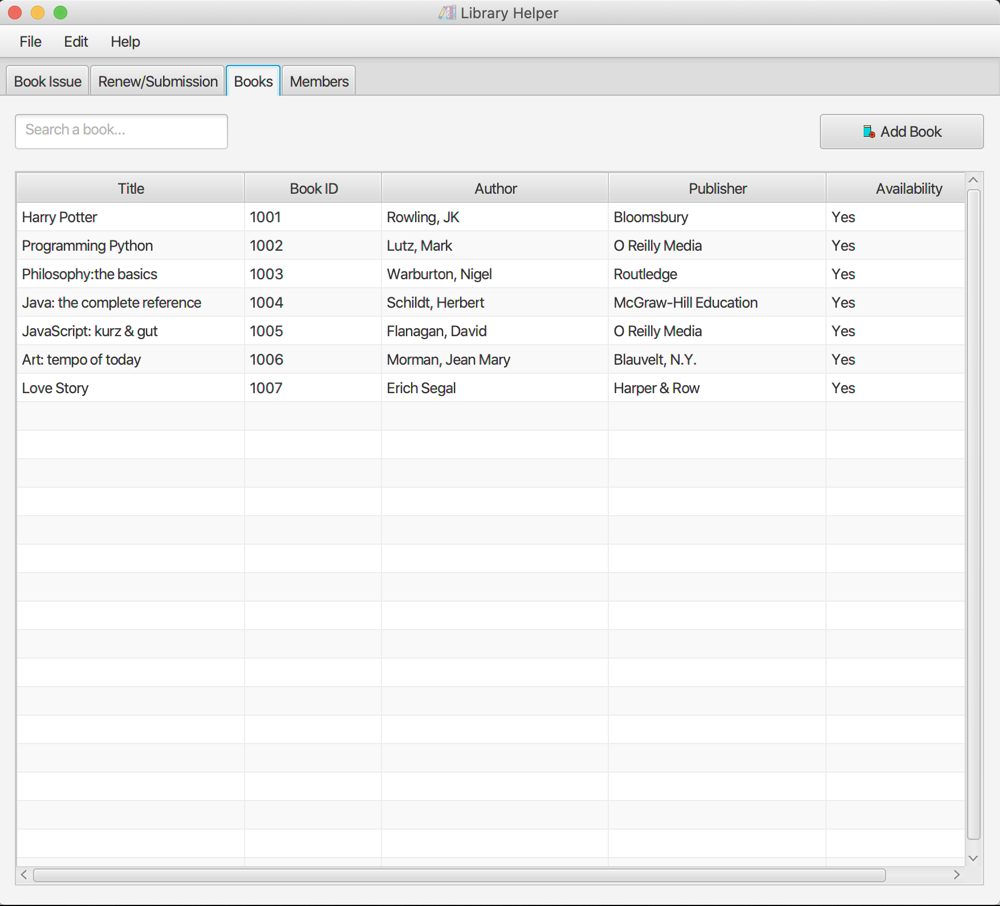 Library Helper
File Edit Help
Book Issue Renew/Submission Books Members
Search a book... Add Book
Title Book ID Author Publisher Availability
Harry Potter 1001 Rowling, JK Bloomsbury Yes
Programming Python 1002 Lutz, Mark O Reilly Media Yes
Philosophy:the basics 1003 Warburton, Nigel Routledge Yes
Java: the complete reference 1004 Schildt, Herbert McGraw-Hill Education Yes
JavaScript: kurz & gut 1005 Flanagan, David O Reilly Media Yes
Art: tempo of today 1006 Morman, Jean Mary Blauvelt, N.Y. Yes
Love Story 1007 Erich Segal Harper & Row Yes